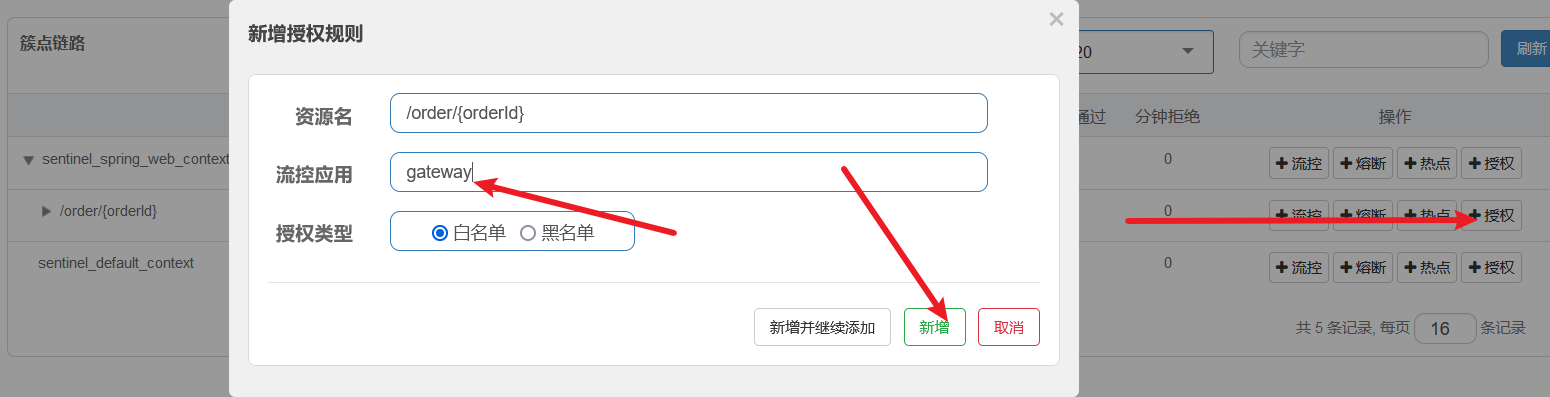 新增授权规则
×
簇点链路
20
关键字
刷新
资源名
/order/{orderId}
通过
分钟拒绝
操作
sentinel_spring_web_context
0
流控
熔断
热点
授权
流控应用
gateway
/order/{orderId}
0
流控
熔断
热点
授权
授权类型
白名单
黑名单
sentinel_default_context
0
流控
熔断
热点
授权
新增并继续添加
新增
取消
共 5 条记录, 每页 16 条记录